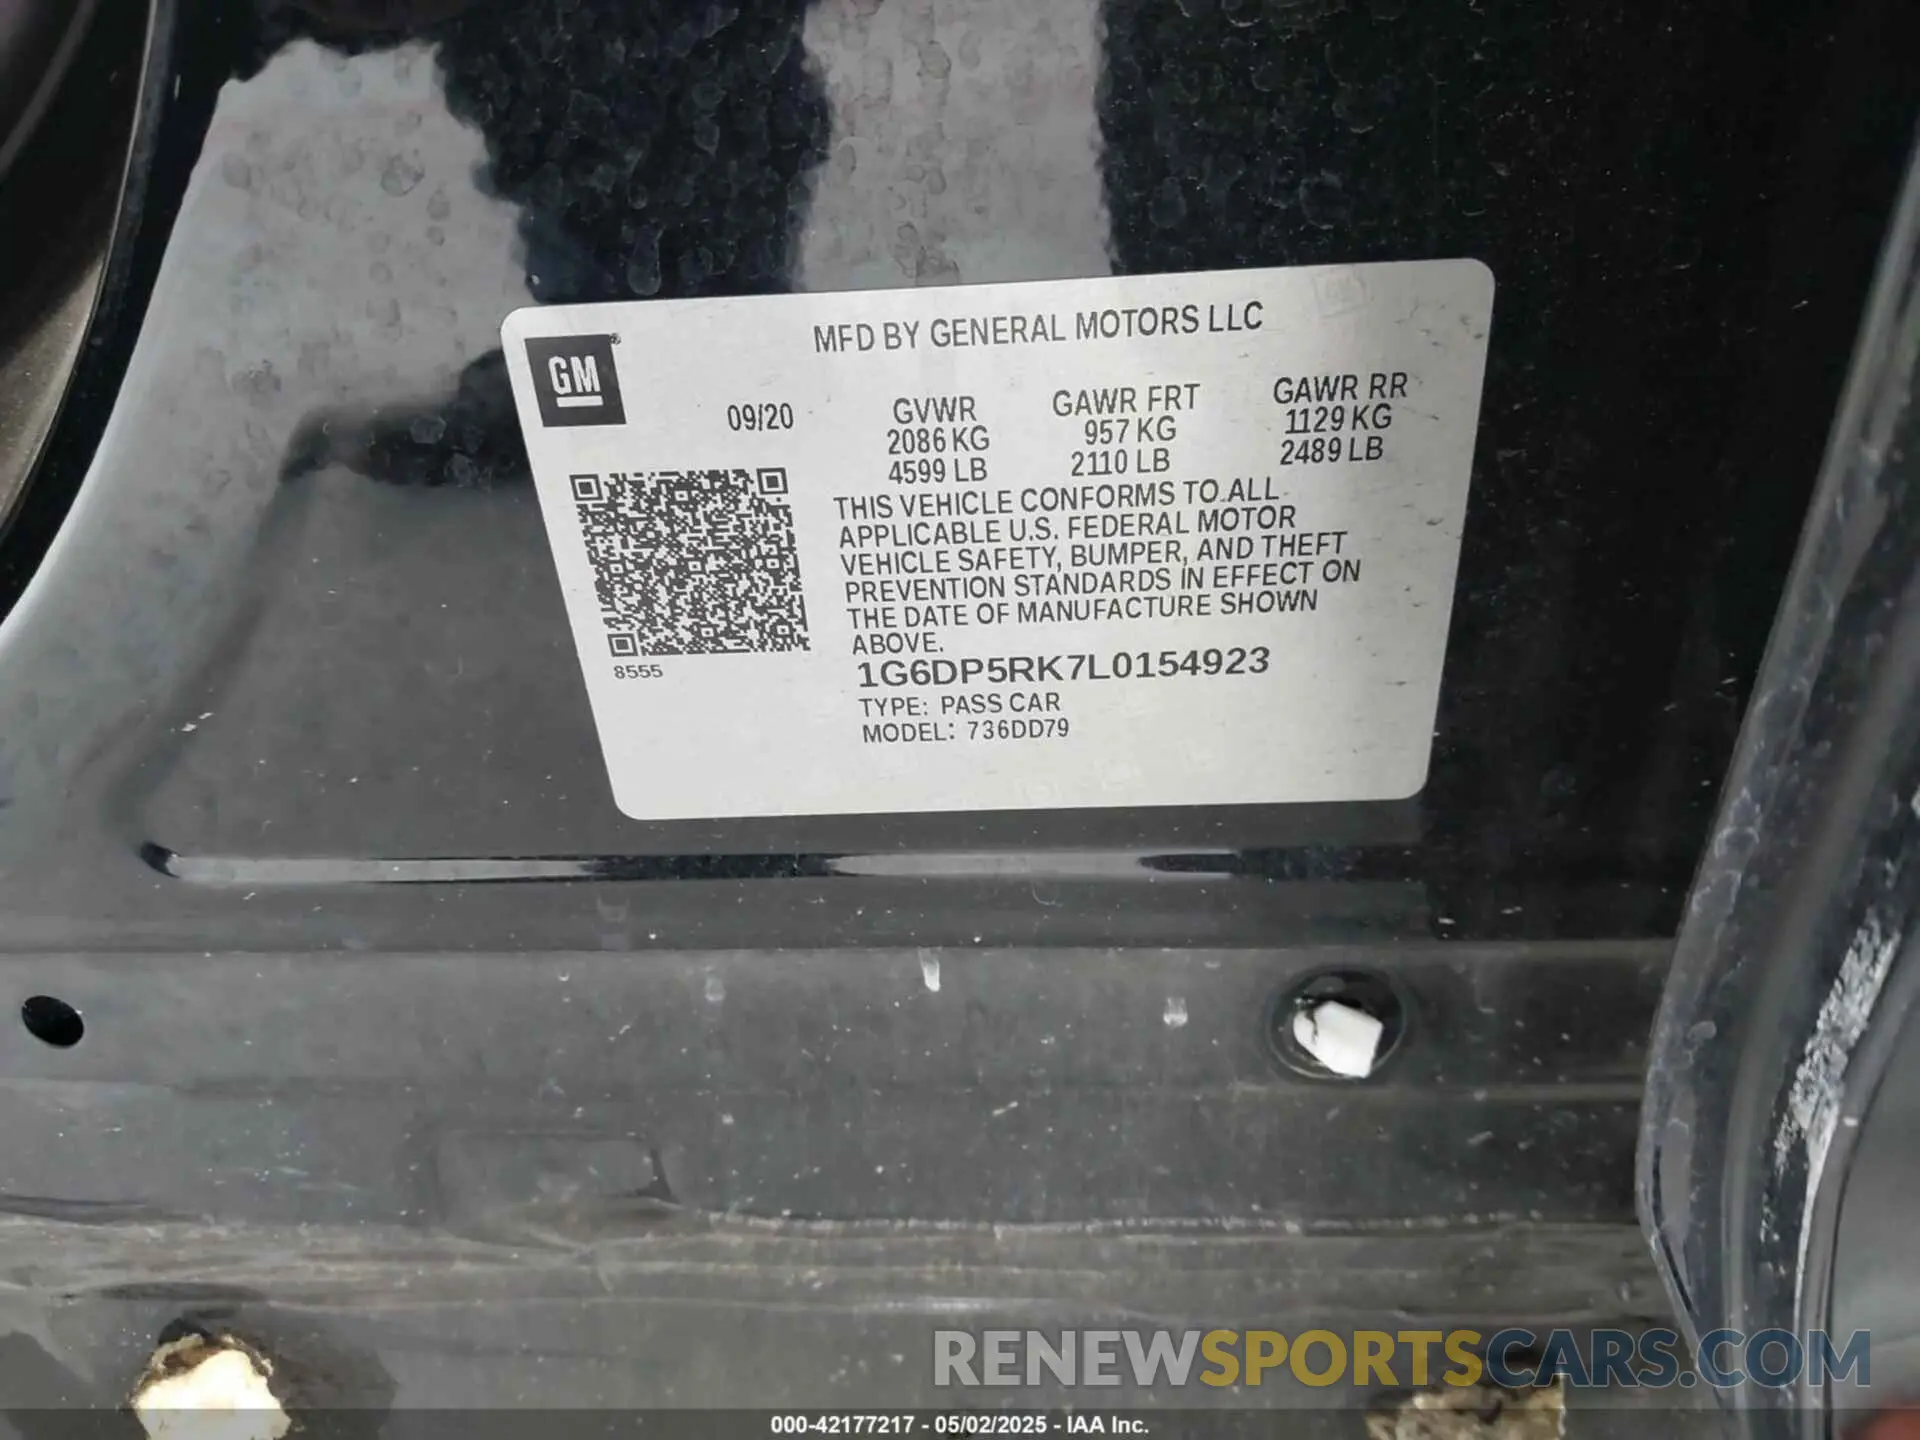 MFD BY GENERAL MOTORS LLC
GM
09/20
GVWR
2086 KG
4599 LB
GAWR FRT
957 KG
2110 LB
GAWR RR
1129 KG
2489 LB
THIS VEHICLE CONFORMS TO ALL
APPLICABLE U.S. FEDERAL MOTOR
VEHICLE SAFETY, BUMPER, AND THEFT
PREVENTION STANDARDS IN EFFECT ON
THE DATE OF MANUFACTURE SHOWN
ABOVE.
8555
1G6DP5RK7L0154923
TYPE: PASS CAR
MODEL: 736DD79
RENEWSPORTSCARS.COM
000-42177217 - 05/02/2025 - IAA Inc.